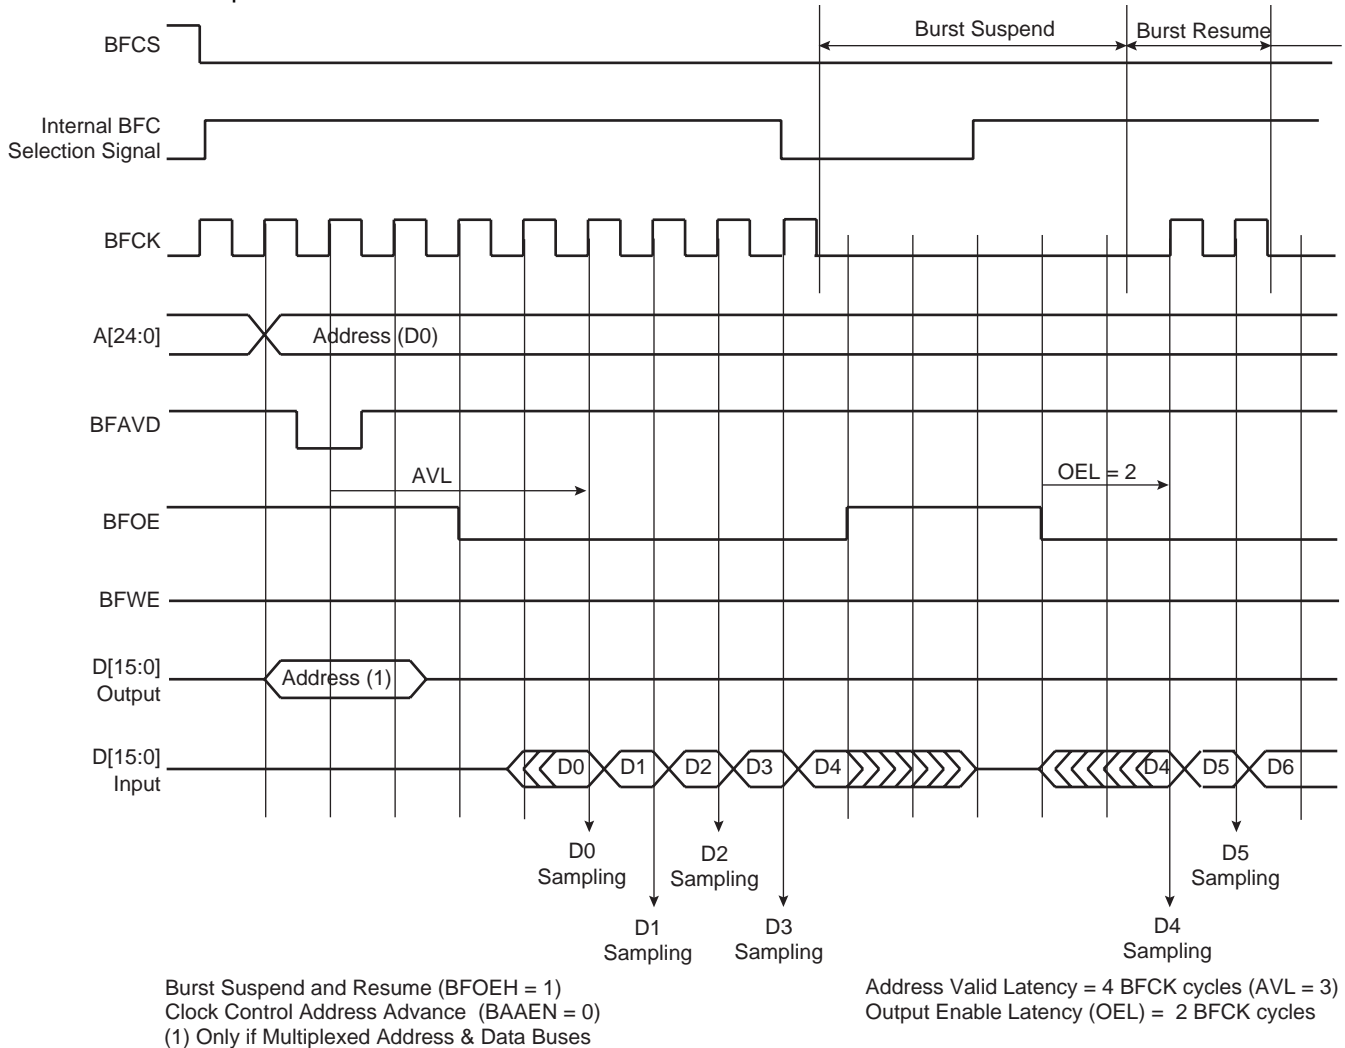 Burst Suspend
Burst Resume
BFCS
Internal BFC
Selection Signal
BFCK
A[24:0]
Address (D0)
BFAVD
AVL
OEL = 2
BFOE
BFWE
D[15:0]
Output
Address (1)
D[15:0]
Input
D0
D1
D2
D3
D4
D4
D5
D6
D0
Sampling
D2
Sampling
D5
Sampling
D1
Sampling
D3
Sampling
D4
Sampling
Burst Suspend and Resume (BFOEH = 1)
Clock Control Address Advance (BAAEN = 0)
(1) Only if Multiplexed Address & Data Buses
Address Valid Latency = 4 BFCK cycles (AVL = 3)
Output Enable Latency (OEL) = 2 BFCK cycles